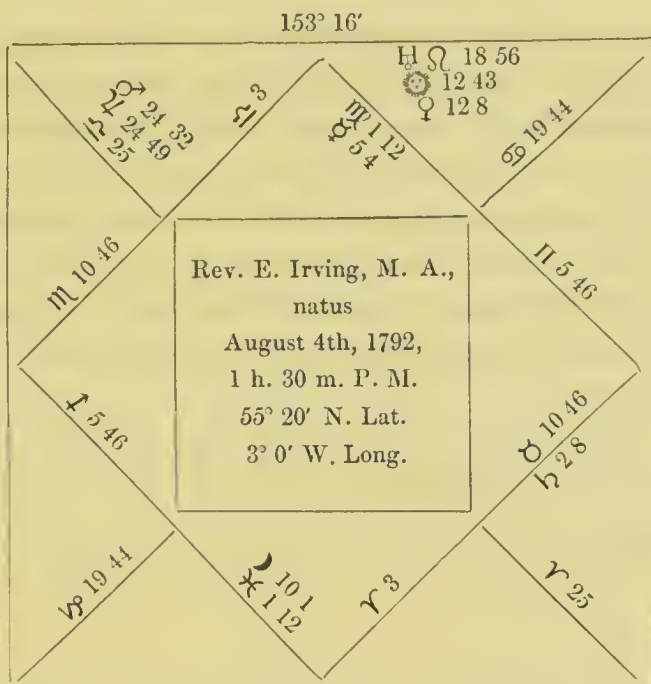 153° 16′
♅ ♌ 18 56
☉ 12 43
♀ 12 8
♂ 24 32
♃ 24 49
♎ 25
♎ 3
♍ 1 12
☿ 5 4
♋ 19 44
♏ 10 46
♊ 5 46
Rev. E. Irving, M. A.,
natus
August 4th, 1792,
1 h. 30 m. P. M.
55° 20′ N. Lat.
3° 0′ W. Long.
♐ 5 46
♉ 10 46
♄ 2 8
♑ 19 44
☽ 10 1
♓ 1 12
♈ 3
♈ 25